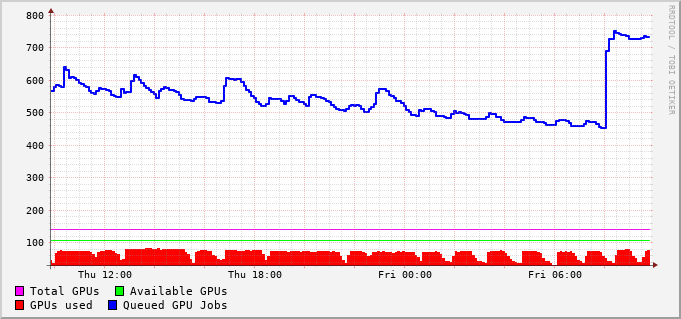 800
700
600
500
400
300
200
100
Thu 12:00 Thu 18:00 Fri 00:00 Fri 06:00
Total GPUs Available GPUs
GPUs used Queued GPU Jobs
RRDTOOL / TOBI OETIKER